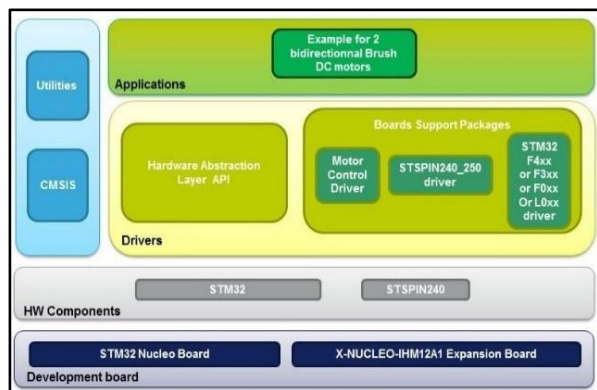 Utilities
CMSIS
Example for 2
bidirectionnal Brush
DC motors
Applications
Boards Support Packages
Hardware Abstraction
Layer API
Motor
Control
Driver
STSPIN240_250
driver
STM32
F4xx
or F3xx
or F0xx
Or L0xx
driver
Drivers
STM32
STSPIN240
HW Components
STM32 Nucleo Board
X-NUCLEO-IHM12A1 Expansion Board
Development board